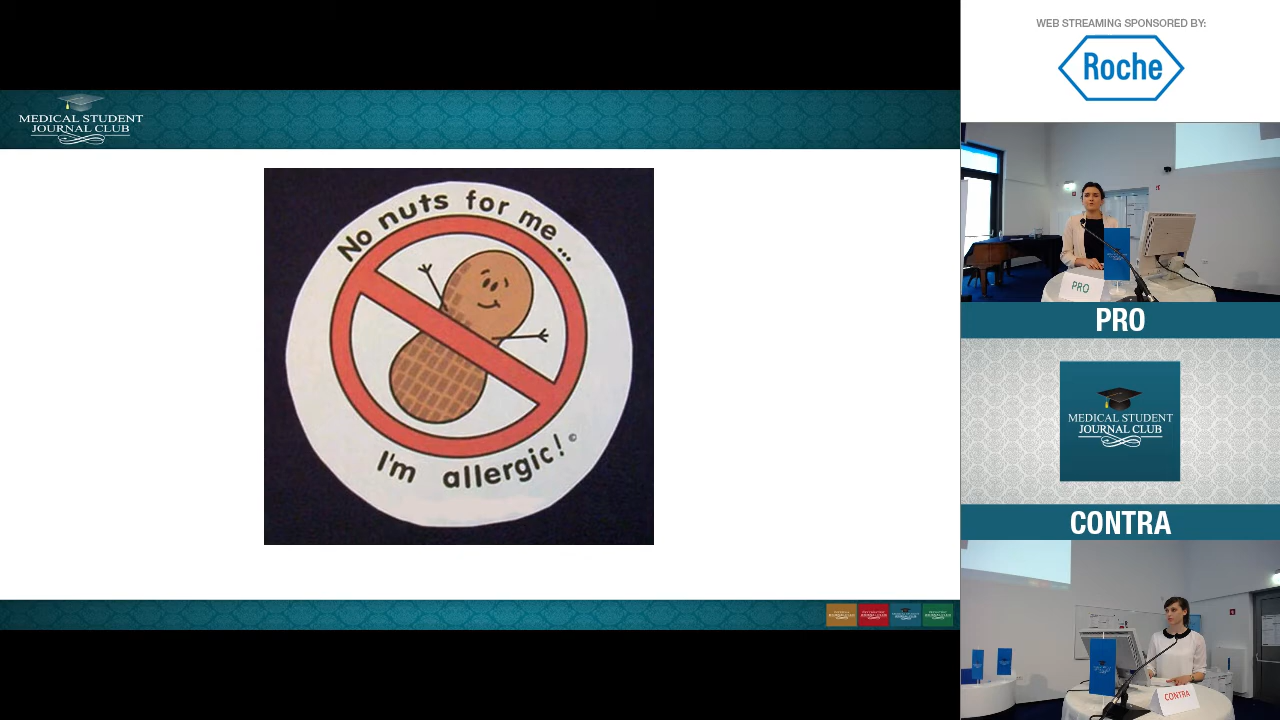 MEDICAL STUDENT
JOURNAL CLUB
No nuts for me...
I'm allergic! ©
WEB STREAMING SPONSORED BY:
Roche
PRO
PRO
MEDICAL STUDENT
JOURNAL CLUB
CONTRA
CONTRA